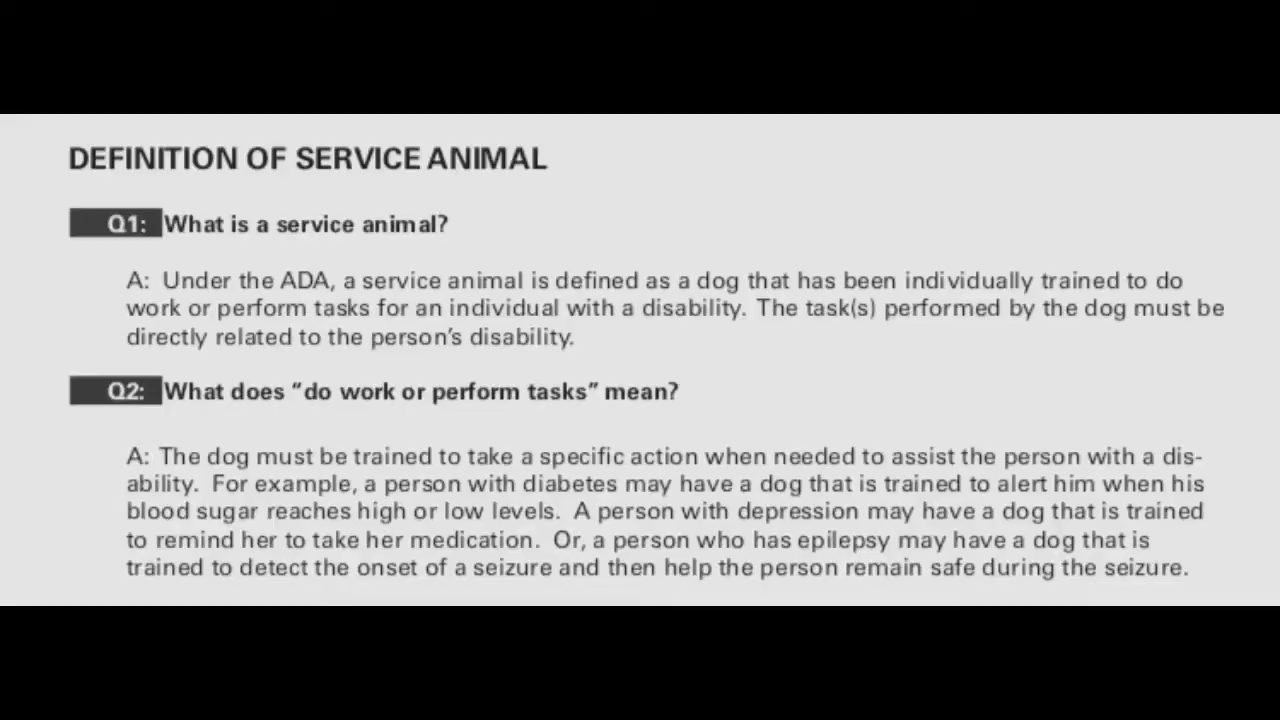 DEFINITION OF SERVICE ANIMAL
Q1: What is a service animal?
A: Under the ADA, a service animal is defined as a dog that has been individually trained to do
work or perform tasks for an individual with a disability. The task(s) performed by the dog must be
directly related to the person's disability.
Q2: What does “do work or perform tasks” mean?
A: The dog must be trained to take a specific action when needed to assist the person with a dis-
ability. For example, a person with diabetes may have a dog that is trained to alert him when his
blood sugar reaches high or low levels. A person with depression may have a dog that is trained
to remind her to take her medication. Or, a person who has epilepsy may have a dog that is
trained to detect the onset of a seizure and then help the person remain safe during the seizure.